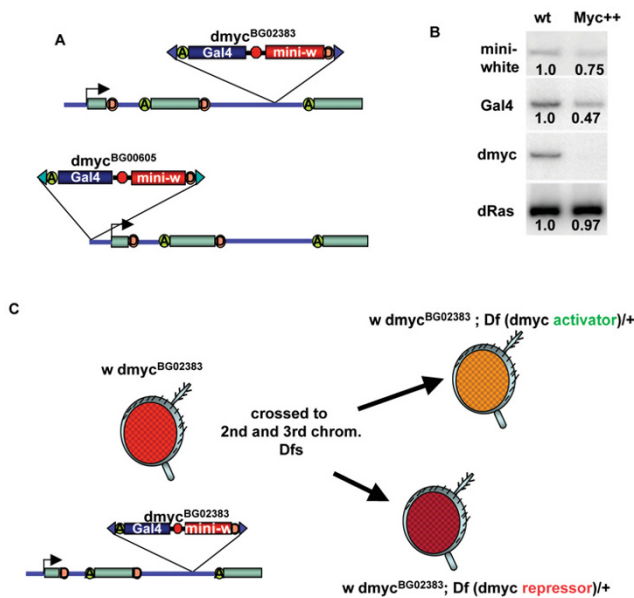 A
dmyc^BG02383
A Gal4 mini-w D
A D A D A
dmyc^BG00605
A Gal4 mini-w D
D A D A
B
wt Myc++
mini-
white
1.0 0.75
Gal4
1.0 0.47
dmyc
dRas
1.0 0.97
C
w dmyc^BG02383 ; Df (dmyc activator)/+
w dmyc^BG02383
crossed to
2nd and 3rd chrom.
Dfs
dmyc^BG02383
A Gal4 mini-w D
D A D A
w dmyc^BG02383; Df (dmyc repressor)/+